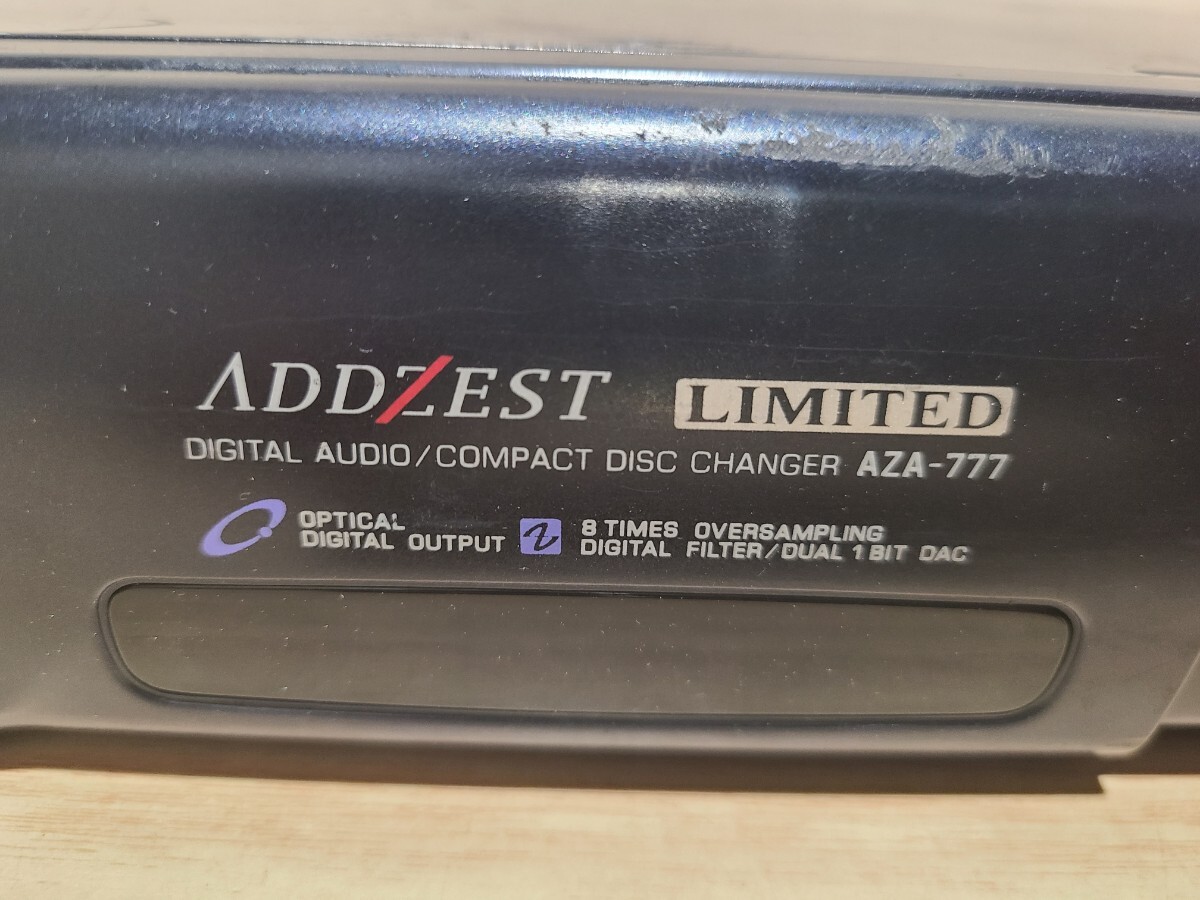 ADDZEST LIMITED
DIGITAL AUDIO/COMPACT DISC CHANGER AZA-777
OPTICAL
DIGITAL OUTPUT
8 TIMES OVERSAMPLING
DIGITAL FILTER/DUAL 1 BIT DAC